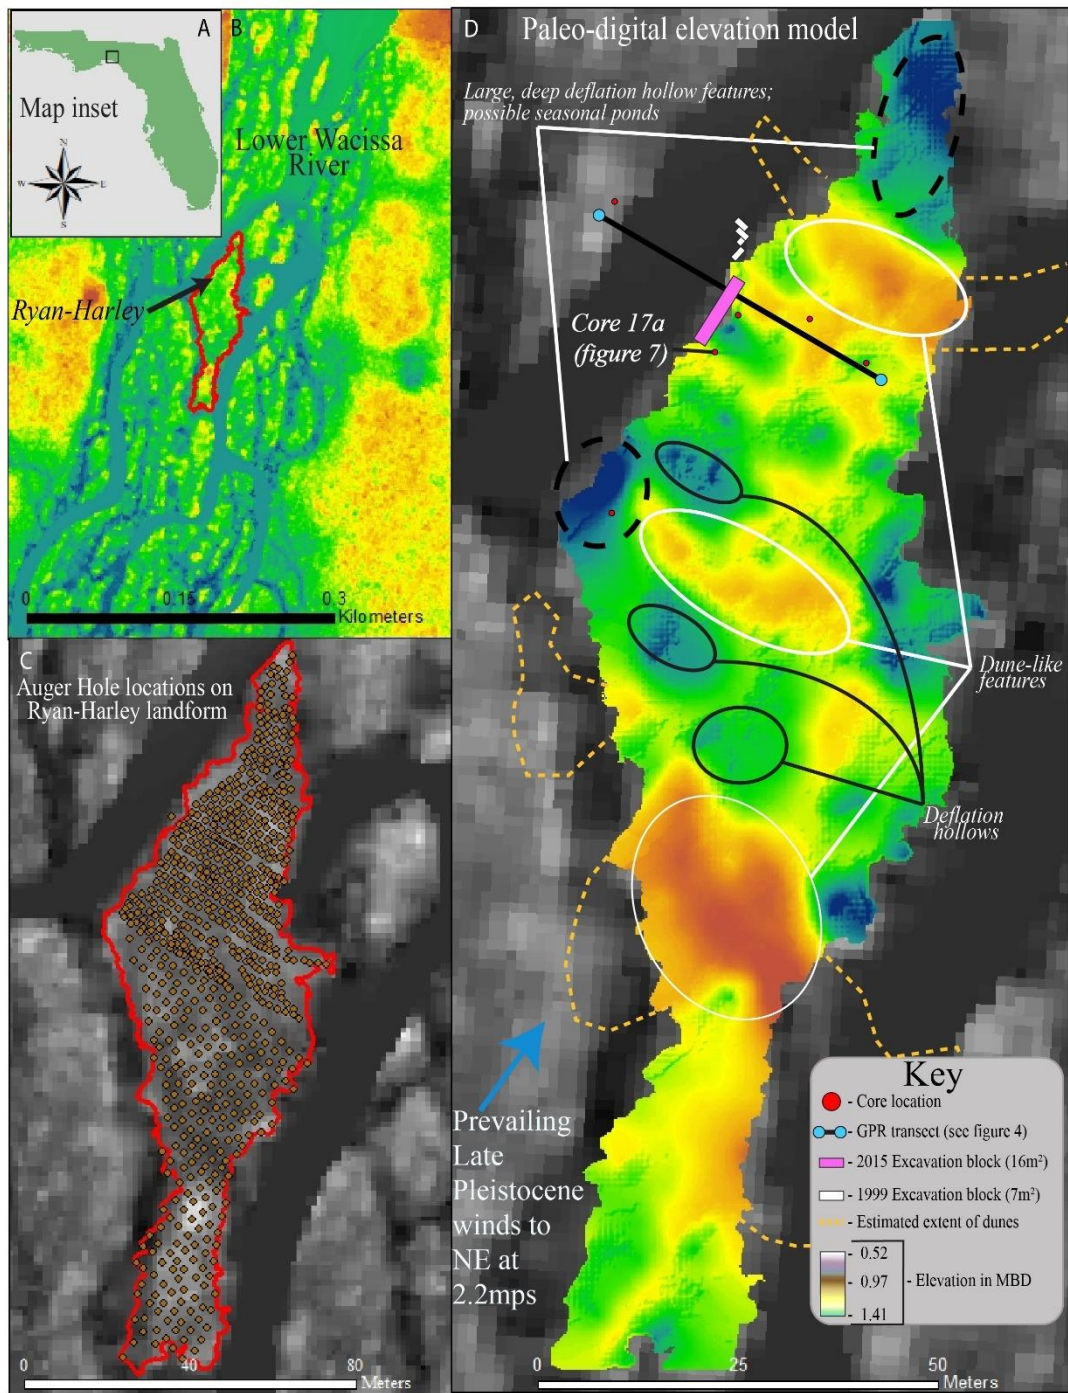 A
Map inset
N
W
E
S
B
Lower Wacissa
River
Ryan-Harley
0
0.15
0.3
Kilometers
C
Auger Hole locations on
Ryan-Harley landform
0
40
80
Meters
D
Paleo-digital elevation model
Large, deep deflation hollow features;
possible seasonal ponds
Core 17a
(figure 7)
Dune-like
features
Deflation
hollows
Prevailing
Late
Pleistocene
winds to
NE at
2.2mps
Key
- Core location
- GPR transect (see figure 4)
- 2015 Excavation block (16m²)
- 1999 Excavation block (7m²)
- Estimated extent of dunes
- 0.52
- 0.97
- 1.41
- Elevation in MBD
0
25
50
Meters